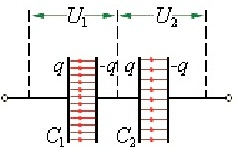 U₁ U₂
q -q q -q
C₁ C₂